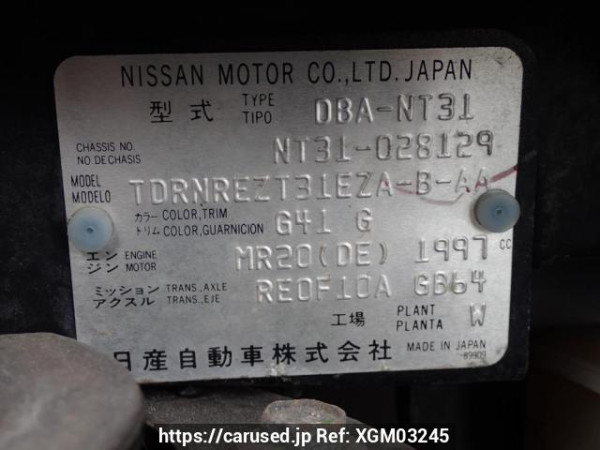 NISSAN MOTOR CO.,LTD. JAPAN
型式 TYPE TIPO DBA-NT31
CHASSIS NO. NO. DE CHASIS NT31-028129
MODEL MODELO TDRNREZT31EZA-B-AA
カラー COLOR,TRIM トリム COLOR,GUARNICION G41 G
エンジン ENGINE MOTOR MR20(DE) 1997 CC
ミッション TRANS.,AXLE アクスル TRANS.,EJE RE0F10A GB64
工場 PLANT PLANTA W
日産自動車株式会社 MADE IN JAPAN
https://carused.jp Ref: XGM03245